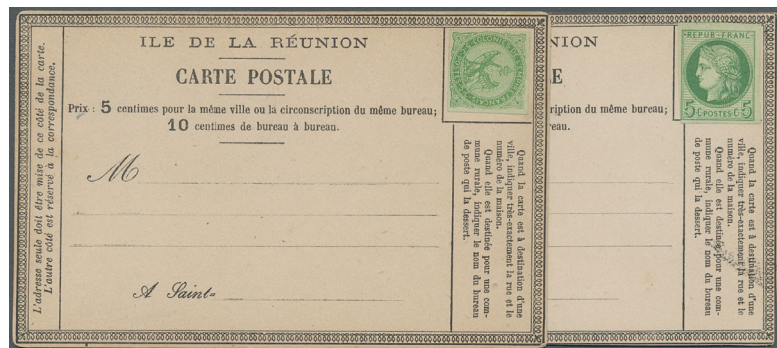 ILE DE LA RÉUNION
CARTE POSTALE
Prix : 5 centimes pour la même ville ou la circonscription du même bureau;
10 centimes de bureau à bureau.
M
A Saint-
L'adresse seule doit être mise de ce côté de la carte.
L'autre côté est réservé à la correspondance.
COLONIES DE
Quand la carte est à destination d'une
ville, indiquer très-exactement la rue et le
numéro de la maison.
Quand elle est destinée pour une com-
mune rurale, indiquer le nom du bureau
de poste qui la dessert.
NION
E
ription du même bureau;
eau.
REPUB·FRANC
5 c POSTES c 5
Quand la carte est à destination d'une
ville, indiquer très-exactement la rue et le
numéro de la maison.
Quand elle est destinée pour une com-
mune rurale, indiquer le nom du bureau
de poste qui la dessert.